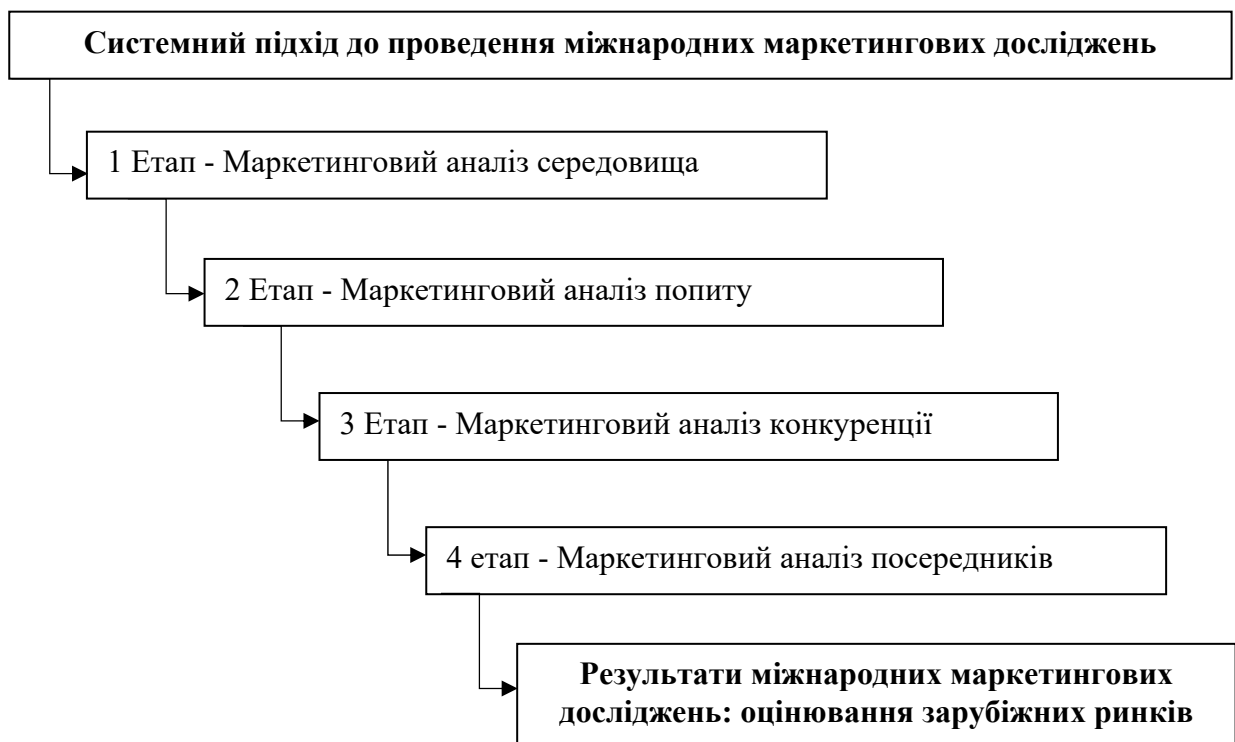 Системний підхід до проведення міжнародних маркетингових досліджень
1 Етап - Маркетинговий аналіз середовища
2 Етап - Маркетинговий аналіз попиту
3 Етап - Маркетинговий аналіз конкуренції
4 етап - Маркетинговий аналіз посередників
Результати міжнародних маркетингових
досліджень: оцінювання зарубіжних ринків